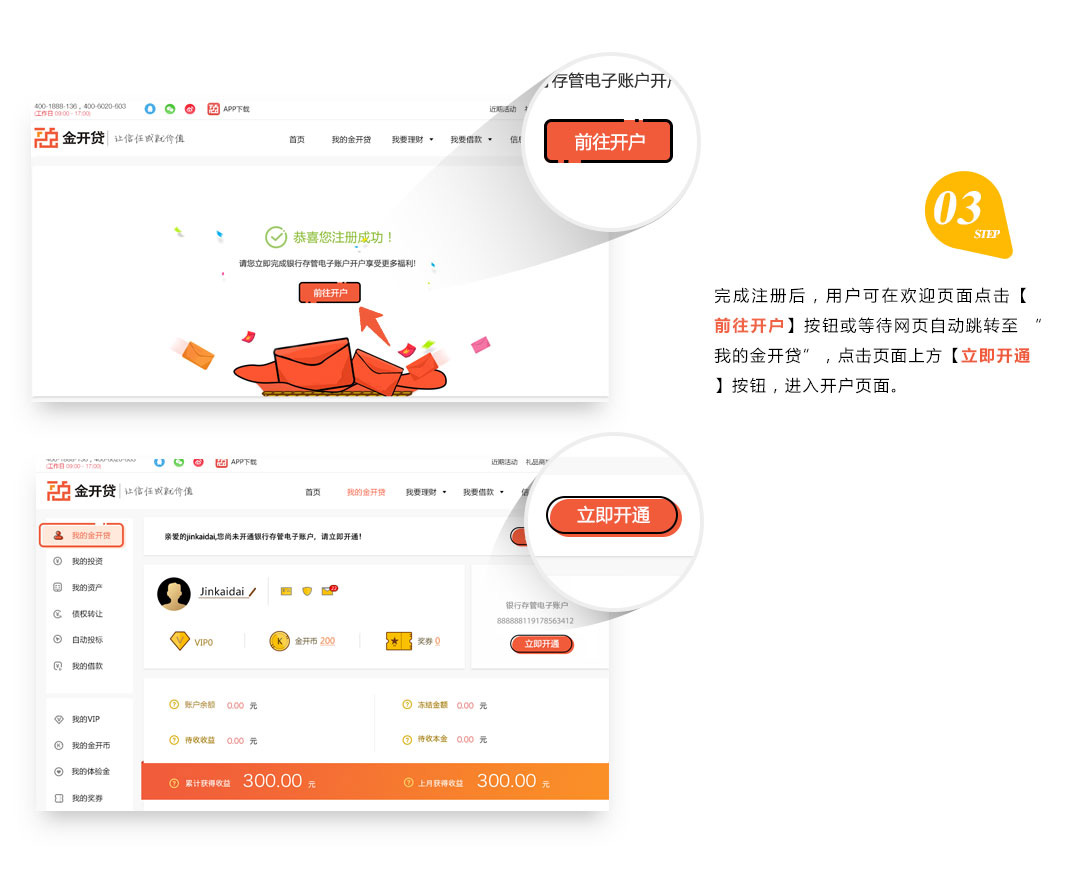 400-1888-136，400-6020-603
(工作日 09:00 - 17:00)
APP下载
近期活动
金开贷
让信任成就价值
首页
我的金开贷
我要理财
我要借款
存管电子账户开
前往开户
恭喜您注册成功！
请您立即完成银行存管电子账户开户享受更多福利!
前往开户
03
STEP
完成注册后，用户可在欢迎页面点击【
前往开户】按钮或等待网页自动跳转至 “
我的金开贷”，点击页面上方【立即开通
】按钮，进入开户页面。
(工作日 09:00 - 17:00)
APP下载
近期活动
金开贷
让信任成就价值
首页
我的金开贷
我要理财
我要借款
立即开通
我的金开贷
我的投资
我的资产
债权转让
自动投标
我的借款
我的VIP
我的金开币
我的体验金
我的奖券
亲爱的jinkaidai,您尚未开通银行存管电子账户，请立即开通!
Jinkaidai
VIP0
K
金开币 200
奖券 0
银行存管电子账户
888888119178563412
立即开通
账户余额 0.00 元
冻结金额 0.00 元
待收收益 0.00 元
待收本金 0.00 元
累计获得收益 300.00 元
上月获得收益 300.00 元